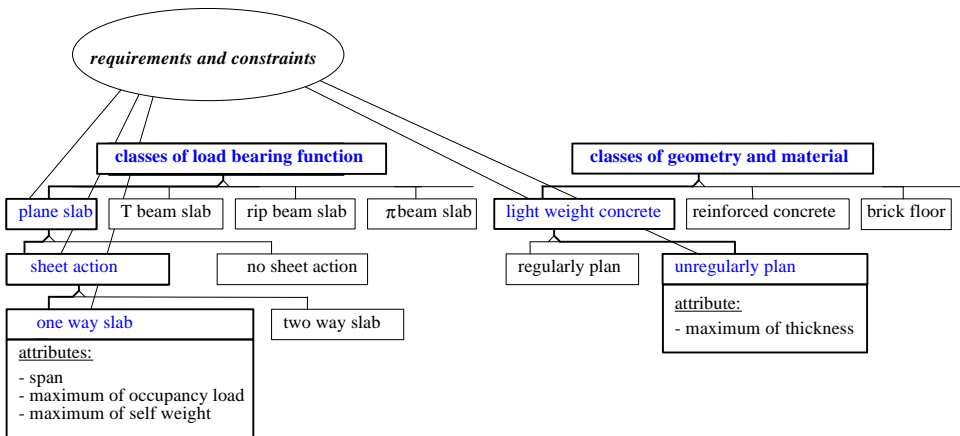 requirements and constraints
classes of load bearing function
classes of geometry and material
plane slab
T beam slab
rip beam slab
πbeam slab
light weight concrete
reinforced concrete
brick floor
sheet action
no sheet action
regularly plan
unregularly plan
attribute:
- maximum of thickness
one way slab
two way slab
attributes:
- span
- maximum of occupancy load
- maximum of self weight